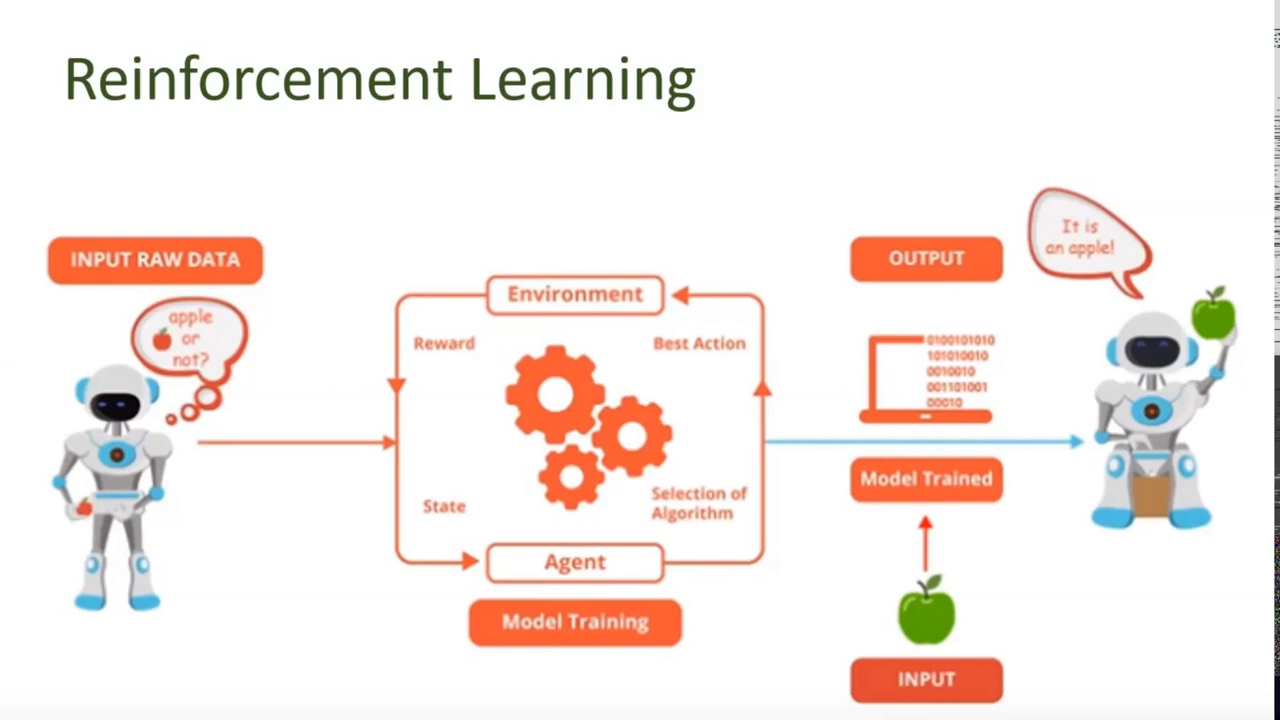 Reinforcement Learning
INPUT RAW DATA
apple
or
not?
Environment
Reward
Best Action
State
Selection of
Algorithm
Agent
Model Training
OUTPUT
0100101010
101010010
0010010
001101001
00010
Model Trained
INPUT
It is
an apple!